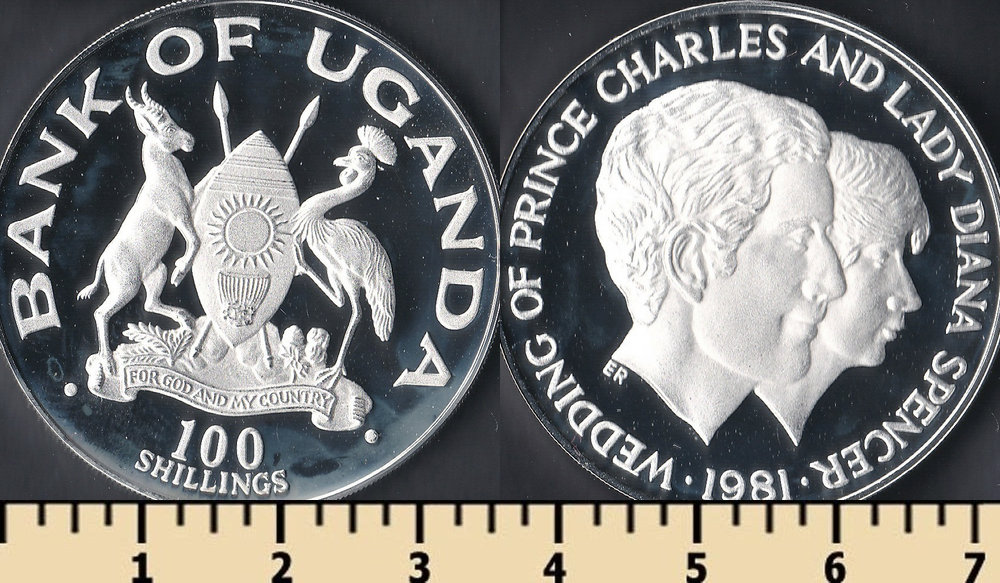 BANK OF UGANDA
FOR GOD AND MY COUNTRY
100
SHILLINGS
WEDDING OF PRINCE CHARLES AND LADY DIANA SPENCER
· 1981 ·
ER
1 2 3 4 5 6 7